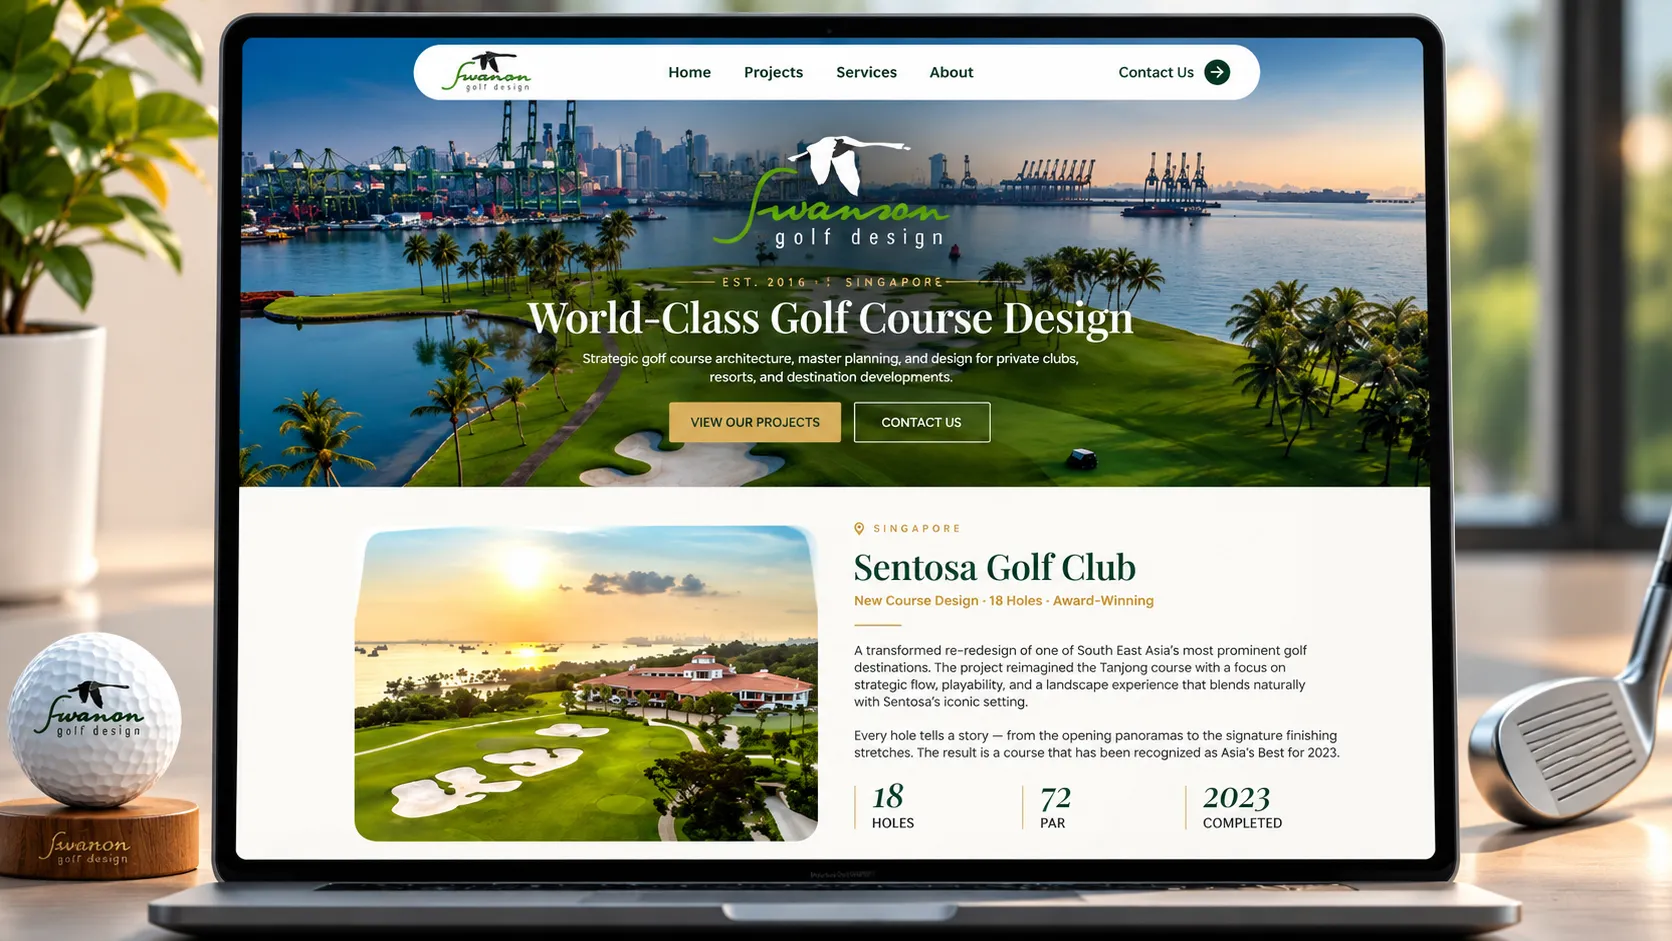 Swanon
golf design
Home
Projects
Services
About
Contact Us
Swanson
golf design
EST. 2016
SINGAPORE
World-Class Golf Course Design
Strategic golf course architecture, master planning, and design for private clubs,
resorts, and destination developments.
VIEW OUR PROJECTS
CONTACT US
SINGAPORE
Sentosa Golf Club
New Course Design · 18 Holes · Award-Winning
A transformed re-redesign of one of South East Asia's most prominent golf
destinations. The project reimagined the Tanjong course with a focus on
strategic flow, playability, and a landscape experience that blends naturally
with Sentosa's iconic setting.
Every hole tells a story — from the opening panoramas to the signature finishing
stretches. The result is a course that has been recognized as Asia's Best for 2023.
18
HOLES
72
PAR
2023
COMPLETED
Swanon
golf design
Swanon
golf design